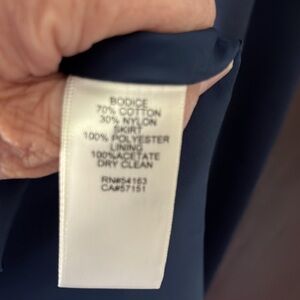 BODICE
70% COTTON
30% NYLON
SKIRT
100% POLYESTER
LINING
100%ACETATE
DRY CLEAN
RN#54163
CA#57151